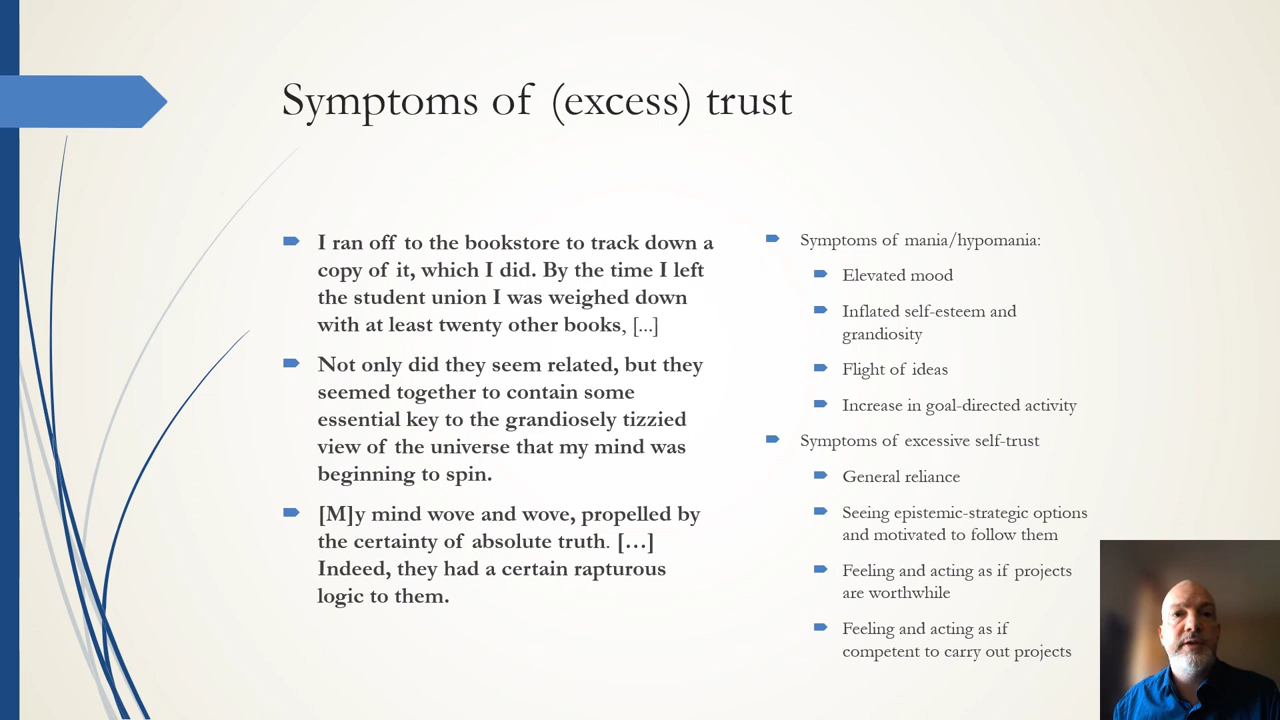 Symptoms of (excess) trust
I ran off to the bookstore to track down a
copy of it, which I did. By the time I left
the student union I was weighed down
with at least twenty other books, [...]
Not only did they seem related, but they
seemed together to contain some
essential key to the grandiosely tizzied
view of the universe that my mind was
beginning to spin.
[M]y mind wove and wove, propelled by
the certainty of absolute truth. […]
Indeed, they had a certain rapturous
logic to them.
Symptoms of mania/hypomania:
Elevated mood
Inflated self-esteem and
grandiosity
Flight of ideas
Increase in goal-directed activity
Symptoms of excessive self-trust
General reliance
Seeing epistemic-strategic options
and motivated to follow them
Feeling and acting as if projects
are worthwhile
Feeling and acting as if
competent to carry out projects